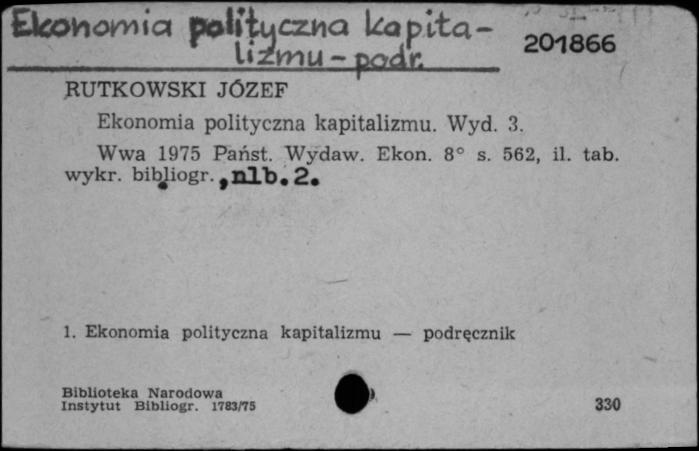 Ekonomia polityczna kapita-
lizmu - podr.
201866
RUTKOWSKI JÓZEF
Ekonomia polityczna kapitalizmu. Wyd. 3.
Wwa 1975 Państ. Wydaw. Ekon. 8° s. 562, il. tab.
wykr. bibliogr. , nlb. 2.
1. Ekonomia polityczna kapitalizmu — podręcznik
Biblioteka Narodowa
Instytut Bibliogr. 1783/75
330